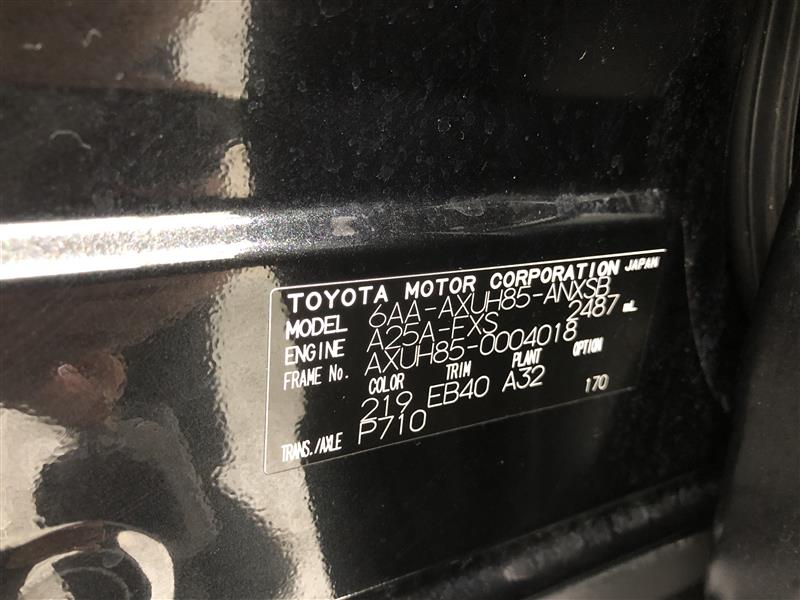 TOYOTA MOTOR CORPORATION JAPAN
MODEL 6AA-AXUH85-ANXSB
ENGINE A25A-FXS 2487 mL
FRAME No. AXUH85-0004018
COLOR TRIM PLANT OPTION
219 EB40 A32 170
TRANS./AXLE P710